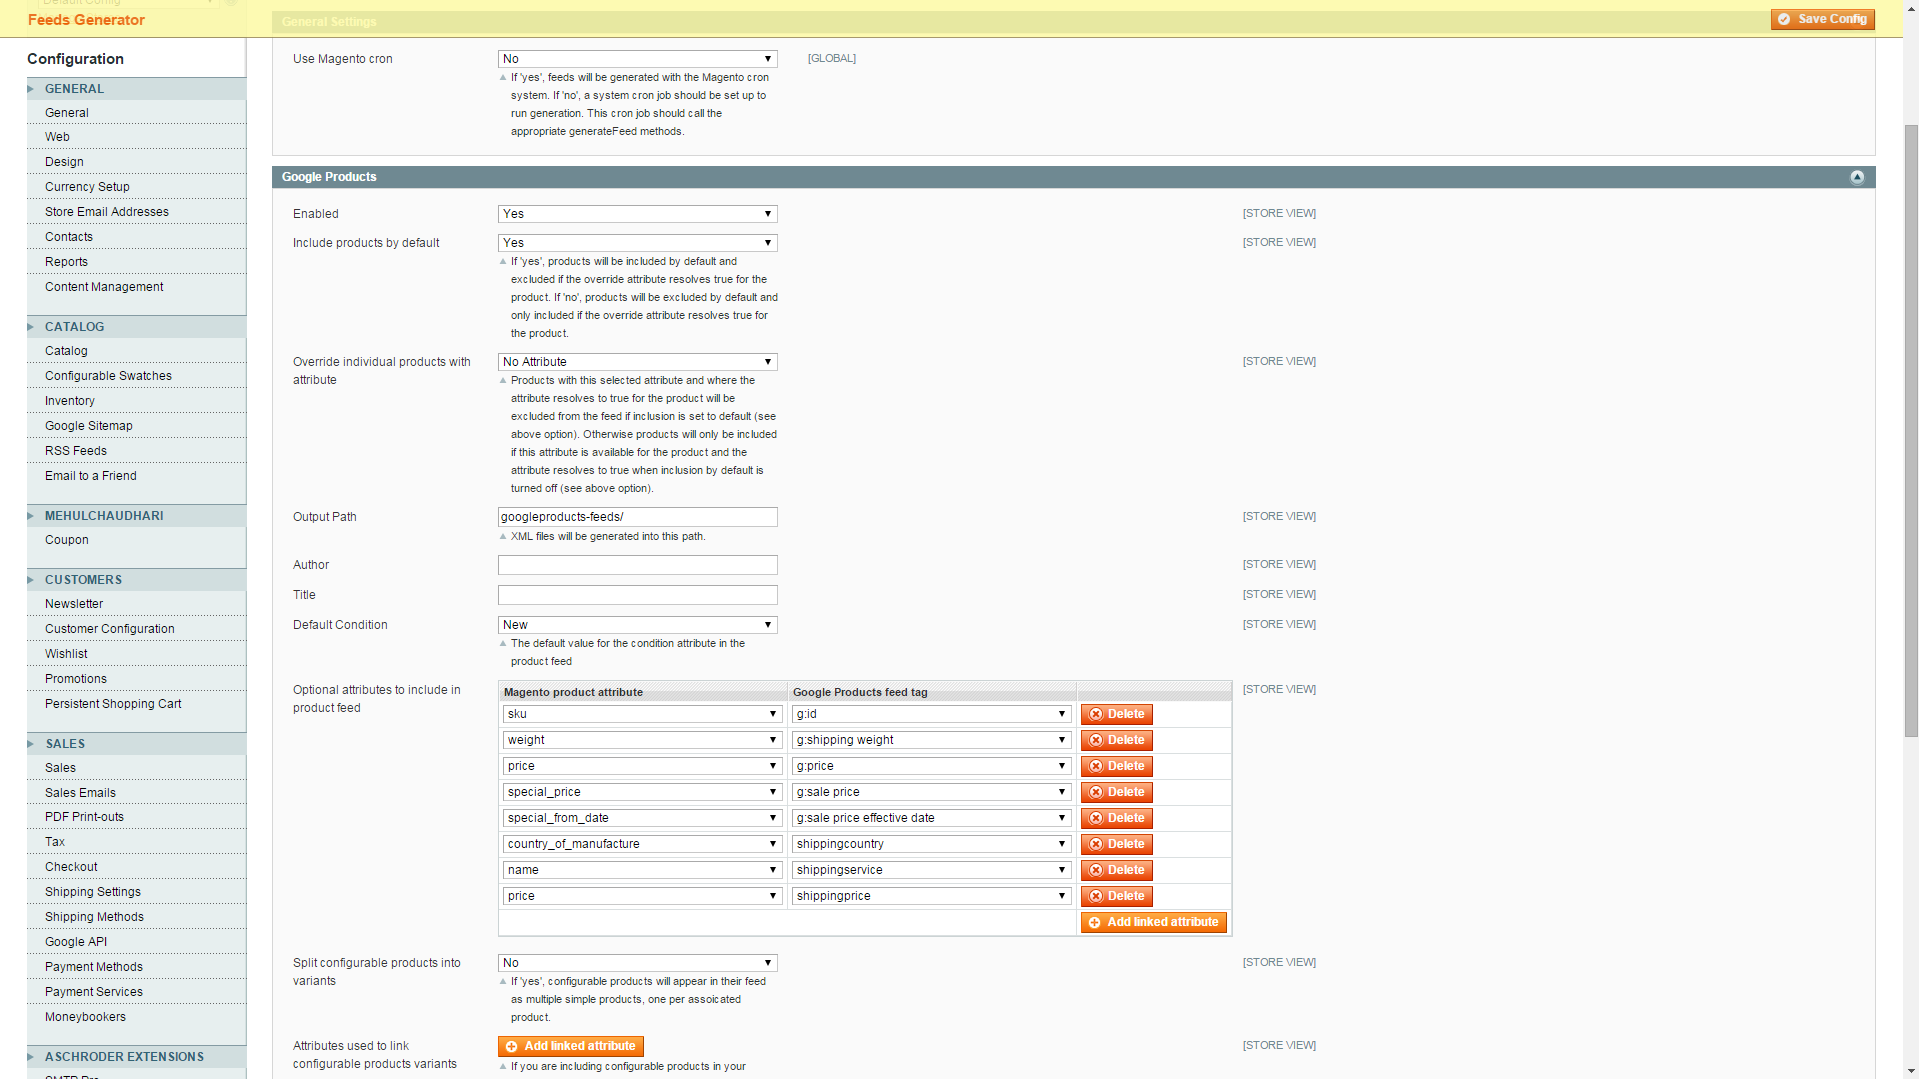 Default Config
Feeds Generator
General Settings
Save Config
Configuration
GENERAL
General
Web
Design
Currency Setup
Store Email Addresses
Contacts
Reports
Content Management
CATALOG
Catalog
Configurable Swatches
Inventory
Google Sitemap
RSS Feeds
Email to a Friend
MEHULCHAUDHARI
Coupon
CUSTOMERS
Newsletter
Customer Configuration
Wishlist
Promotions
Persistent Shopping Cart
SALES
Sales
Sales Emails
PDF Print-outs
Tax
Checkout
Shipping Settings
Shipping Methods
Google API
Payment Methods
Payment Services
Moneybookers
ASCHRODER EXTENSIONS
SMTP Pro
Use Magento cron
No
[GLOBAL]
If 'yes', feeds will be generated with the Magento cron
system. If 'no', a system cron job should be set up to
run generation. This cron job should call the
appropriate generateFeed methods.
Google Products
Enabled
Yes
[STORE VIEW]
Include products by default
Yes
[STORE VIEW]
If 'yes', products will be included by default and
excluded if the override attribute resolves true for the
product. If 'no', products will be excluded by default and
only included if the override attribute resolves true for
the product.
Override individual products with
attribute
No Attribute
[STORE VIEW]
Products with this selected attribute and where the
attribute resolves to true for the product will be
excluded from the feed if inclusion is set to default (see
above option). Otherwise products will only be included
if this attribute is available for the product and the
attribute resolves to true when inclusion by default is
turned off (see above option).
Output Path
googleproducts-feeds/
[STORE VIEW]
XML files will be generated into this path.
Author
[STORE VIEW]
Title
[STORE VIEW]
Default Condition
New
[STORE VIEW]
The default value for the condition attribute in the
product feed
Optional attributes to include in
product feed
[STORE VIEW]
Magento product attribute Google Products feed tag
sku g:id Delete
weight g:shipping weight Delete
price g:price Delete
special_price g:sale price Delete
special_from_date g:sale price effective date Delete
country_of_manufacture shippingcountry Delete
name shippingservice Delete
price shippingprice Delete
Add linked attribute
Split configurable products into
variants
No
[STORE VIEW]
If 'yes', configurable products will appear in their feed
as multiple simple products, one per assoicated
product.
Attributes used to link
configurable products variants
Add linked attribute
[STORE VIEW]
If you are including configurable products in your